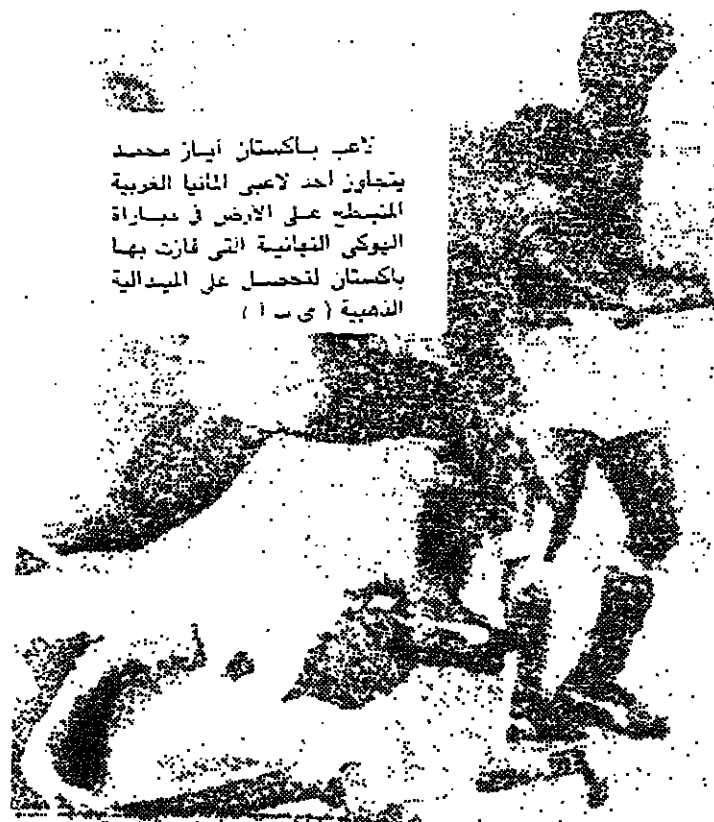 لاعب باكستان أياز محمد
يتجاوز أحد لاعبى المانيا الغربية
المنبطح على الارض في مباراة
الهوكى النهائية التى فازت بها
باكستان لتحصل على الميدالية
الذهبية ( ى ب أ )